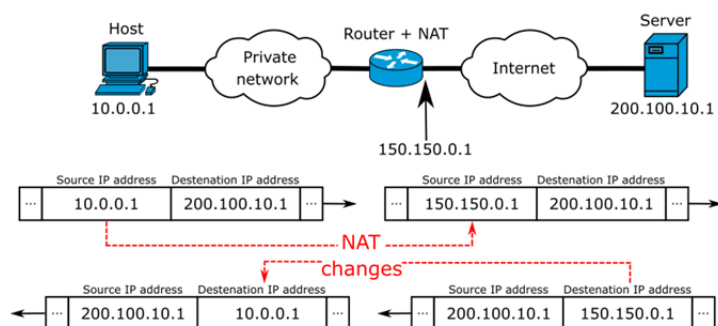 Host
Router + NAT
Server
Private
network
Internet
10.0.0.1
200.100.10.1
150.150.0.1
Source IP address Destenation IP address
... 10.0.0.1 200.100.10.1 ...
Source IP address Destenation IP address
... 150.150.0.1 200.100.10.1 ...
NAT
changes
Source IP address Destenation IP address
... 200.100.10.1 10.0.0.1 ...
Source IP address Destenation IP address
... 200.100.10.1 150.150.0.1 ...